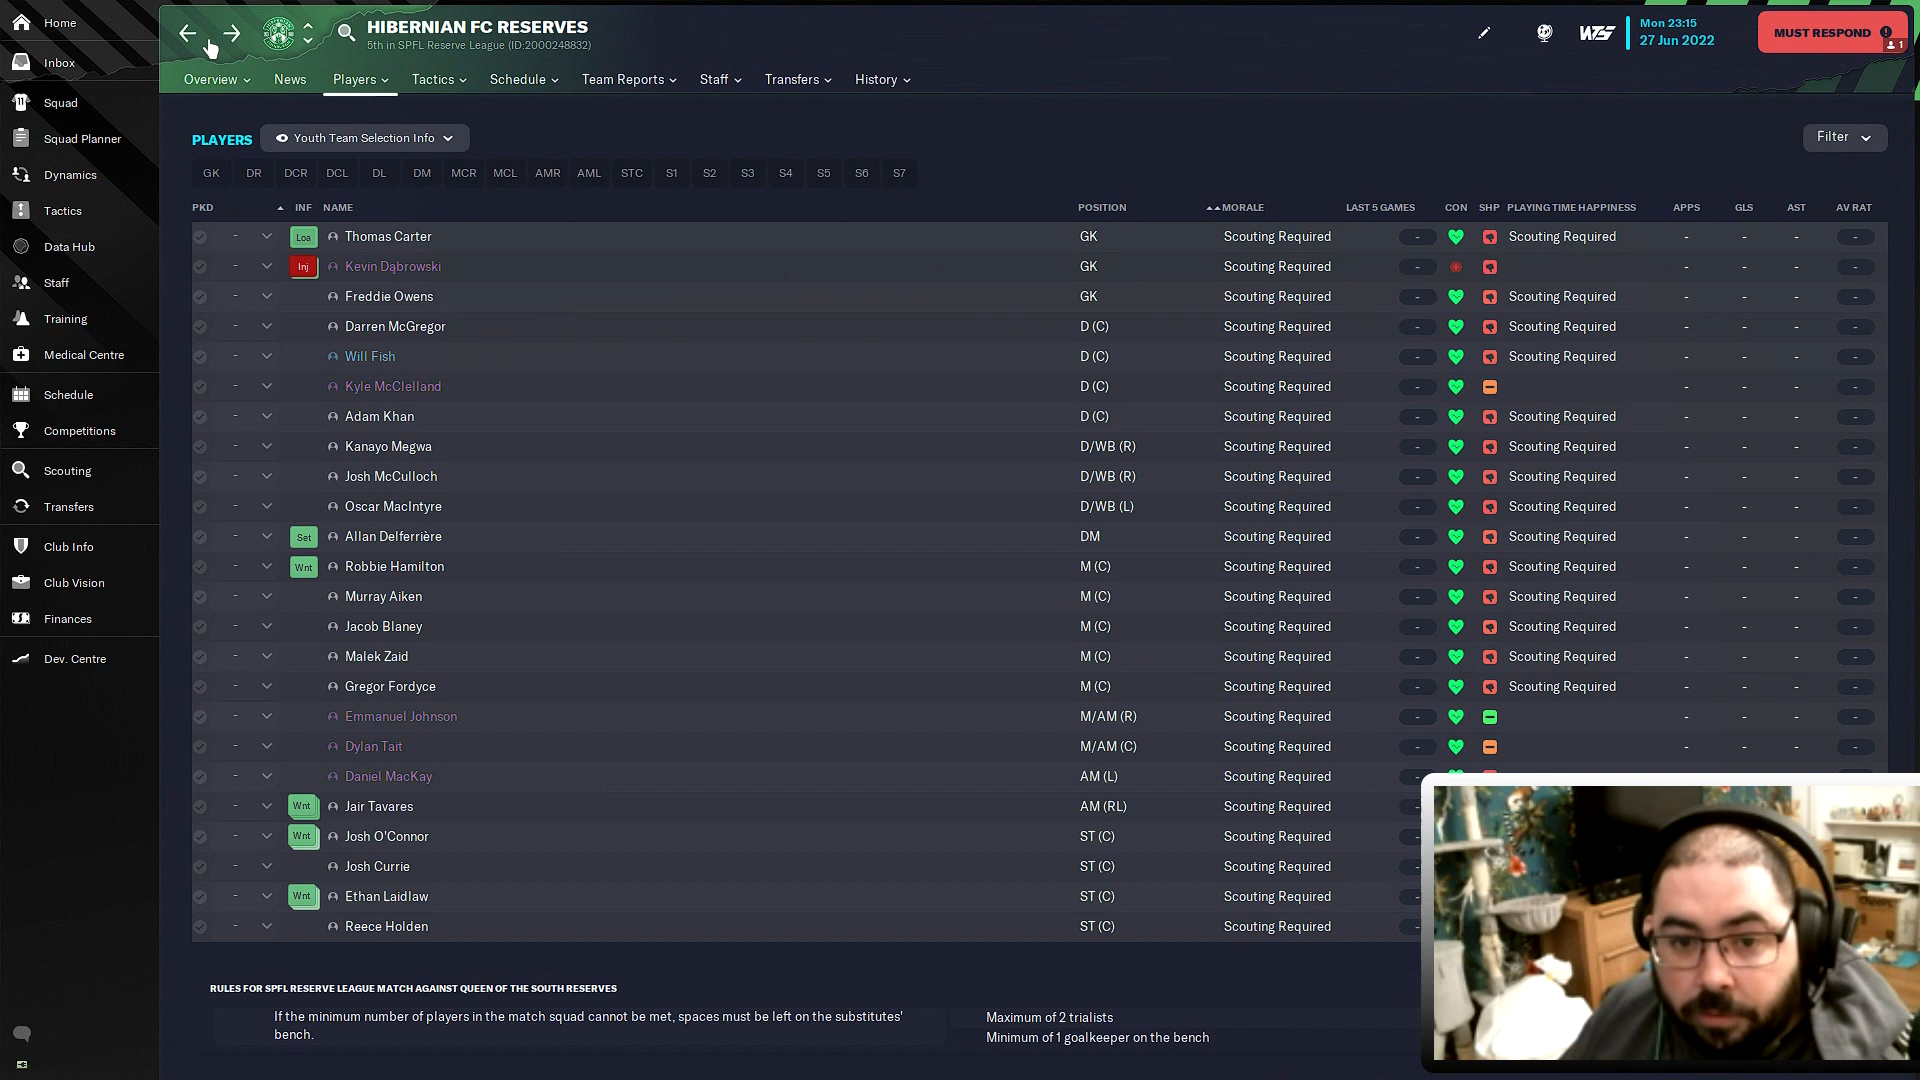 Home
Inbox
Squad
Squad Planner
Dynamics
Tactics
Data Hub
Staff
Training
Medical Centre
Schedule
Competitions
Scouting
Transfers
Club Info
Club Vision
Finances
Dev. Centre
HIBERNIAN FC RESERVES
5th in SPFL Reserve League (ID:2000248832)
Mon 23:15
27 Jun 2022
MUST RESPOND
1
Overview News Players Tactics Schedule Team Reports Staff Transfers History
PLAYERS Youth Team Selection Info Filter
GK DR DCR DCL DL DM MCR MCL AMR AML STC S1 S2 S3 S4 S5 S6 S7
PKD INF NAME POSITION MORALE LAST 5 GAMES CON SHP PLAYING TIME HAPPINESS APPS GLS AST AV RAT
- Loa Thomas Carter GK Scouting Required - Scouting Required - - - -
- Inj Kevin Dąbrowski GK Scouting Required - - - - -
- Freddie Owens GK Scouting Required - Scouting Required - - - -
- Darren McGregor D (C) Scouting Required - Scouting Required - - - -
- Will Fish D (C) Scouting Required - Scouting Required - - - -
- Kyle McClelland D (C) Scouting Required - - - - -
- Adam Khan D (C) Scouting Required - Scouting Required - - - -
- Kanayo Megwa D/WB (R) Scouting Required - Scouting Required - - - -
- Josh McCulloch D/WB (R) Scouting Required - Scouting Required - - - -
- Oscar MacIntyre D/WB (L) Scouting Required - Scouting Required - - - -
- Set Allan Delferrière DM Scouting Required - Scouting Required - - - -
- Wnt Robbie Hamilton M (C) Scouting Required - Scouting Required - - - -
- Murray Aiken M (C) Scouting Required - Scouting Required - - - -
- Jacob Blaney M (C) Scouting Required - Scouting Required - - - -
- Malek Zaid M (C) Scouting Required - Scouting Required - - - -
- Gregor Fordyce M (C) Scouting Required - Scouting Required - - - -
- Emmanuel Johnson M/AM (R) Scouting Required - - - - -
- Dylan Tait M/AM (C) Scouting Required - - - - -
- Daniel MacKay AM (L) Scouting Required -
- Wnt Jair Tavares AM (RL) Scouting Required -
- Wnt Josh O'Connor ST (C) Scouting Required -
- Josh Currie ST (C) Scouting Required -
- Wnt Ethan Laidlaw ST (C) Scouting Required -
- Reece Holden ST (C) Scouting Required -
RULES FOR SPFL RESERVE LEAGUE MATCH AGAINST QUEEN OF THE SOUTH RESERVES
If the minimum number of players in the match squad cannot be met, spaces must be left on the substitutes'
bench.
Maximum of 2 trialists
Minimum of 1 goalkeeper on the bench